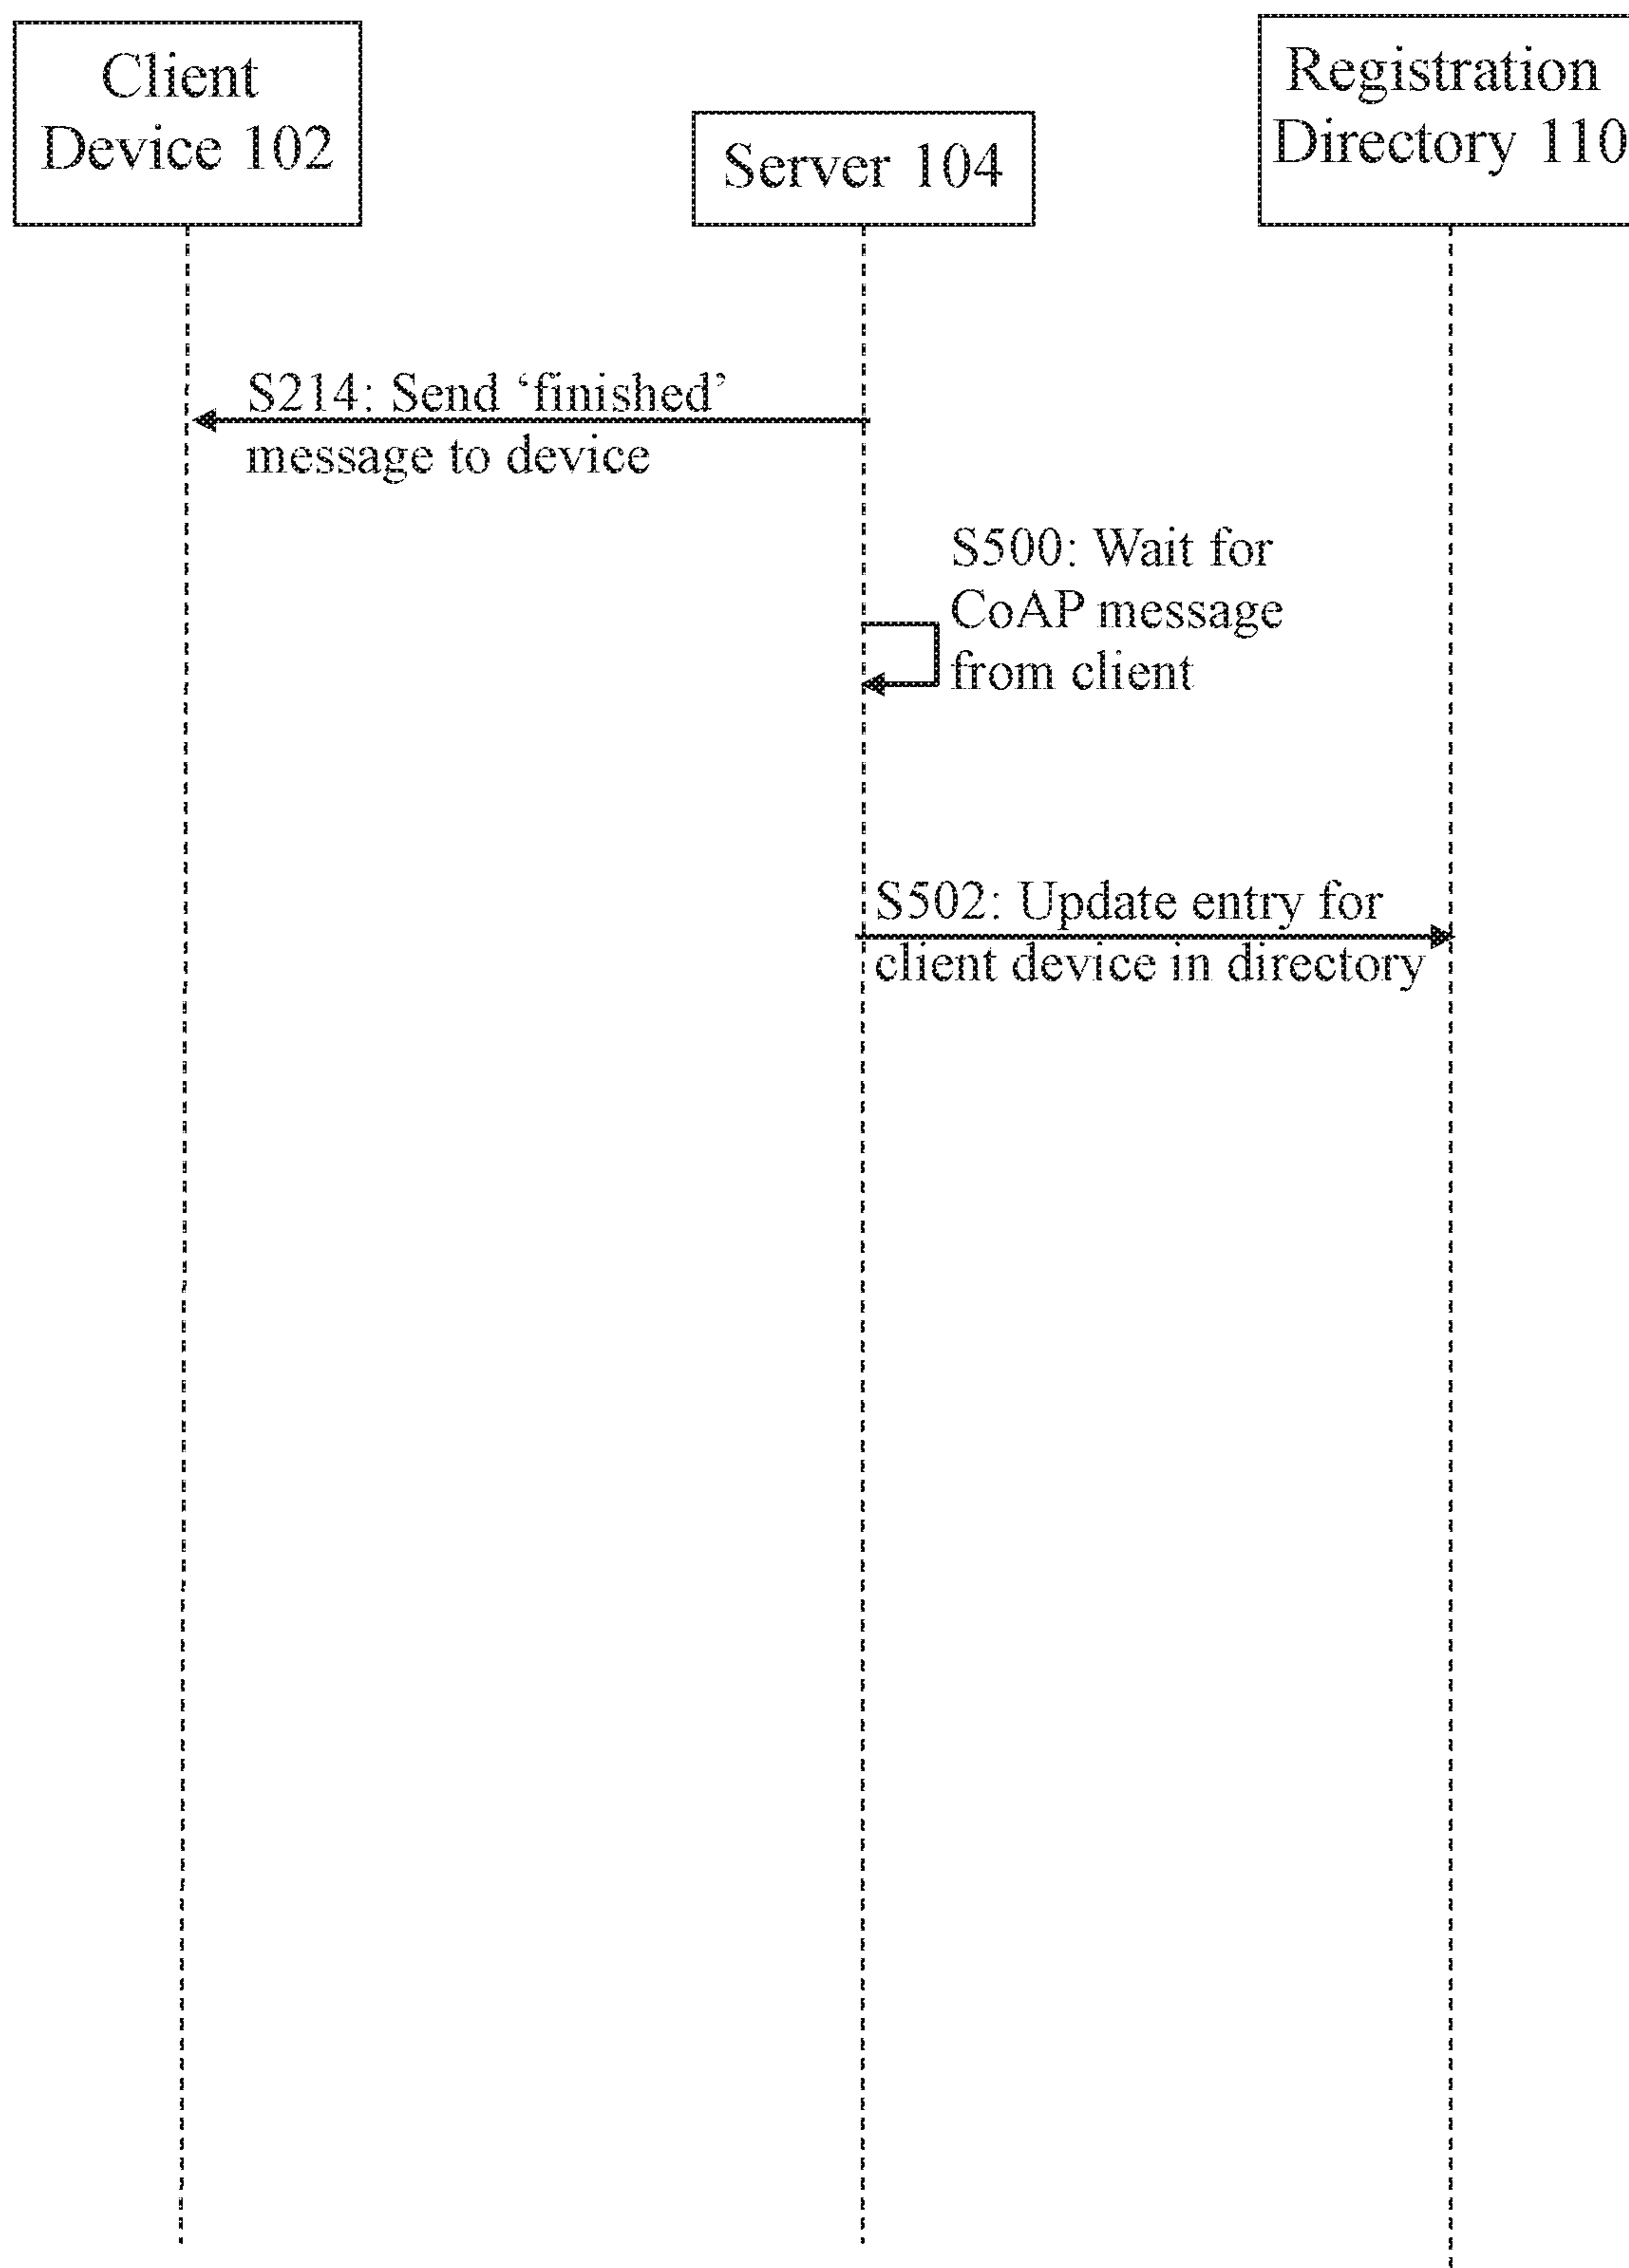 Client
Device 102
Server 104
Registration
Directory 110
S214: Send ‘finished’
message to device
S500: Wait for
CoAP message
from client
S502: Update entry for
client device in directory